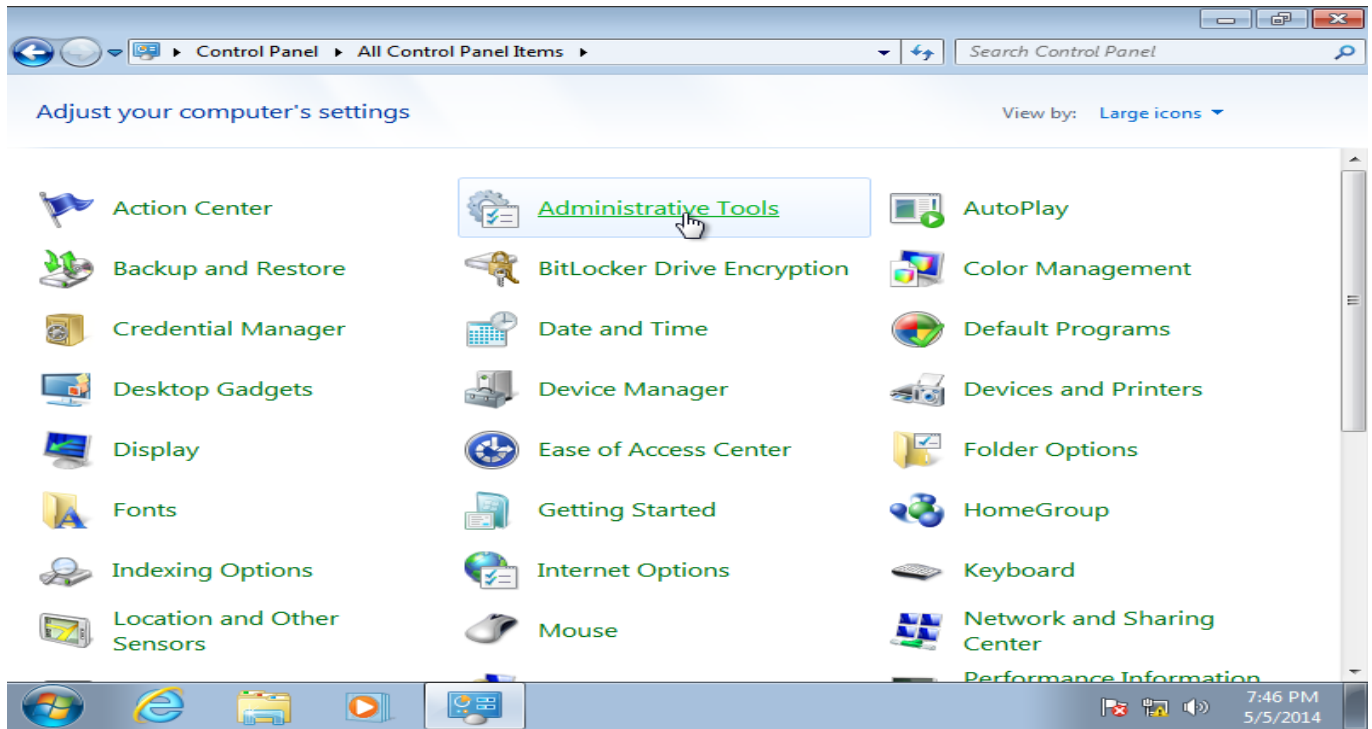 Control Panel ▸ All Control Panel Items ▸
Search Control Panel
Adjust your computer's settings
View by: Large icons
Action Center
Administrative Tools
AutoPlay
Backup and Restore
BitLocker Drive Encryption
Color Management
Credential Manager
Date and Time
Default Programs
Desktop Gadgets
Device Manager
Devices and Printers
Display
Ease of Access Center
Folder Options
Fonts
Getting Started
HomeGroup
Indexing Options
Internet Options
Keyboard
Location and Other
Sensors
Mouse
Network and Sharing
Center
Performance Information
7:46 PM
5/5/2014